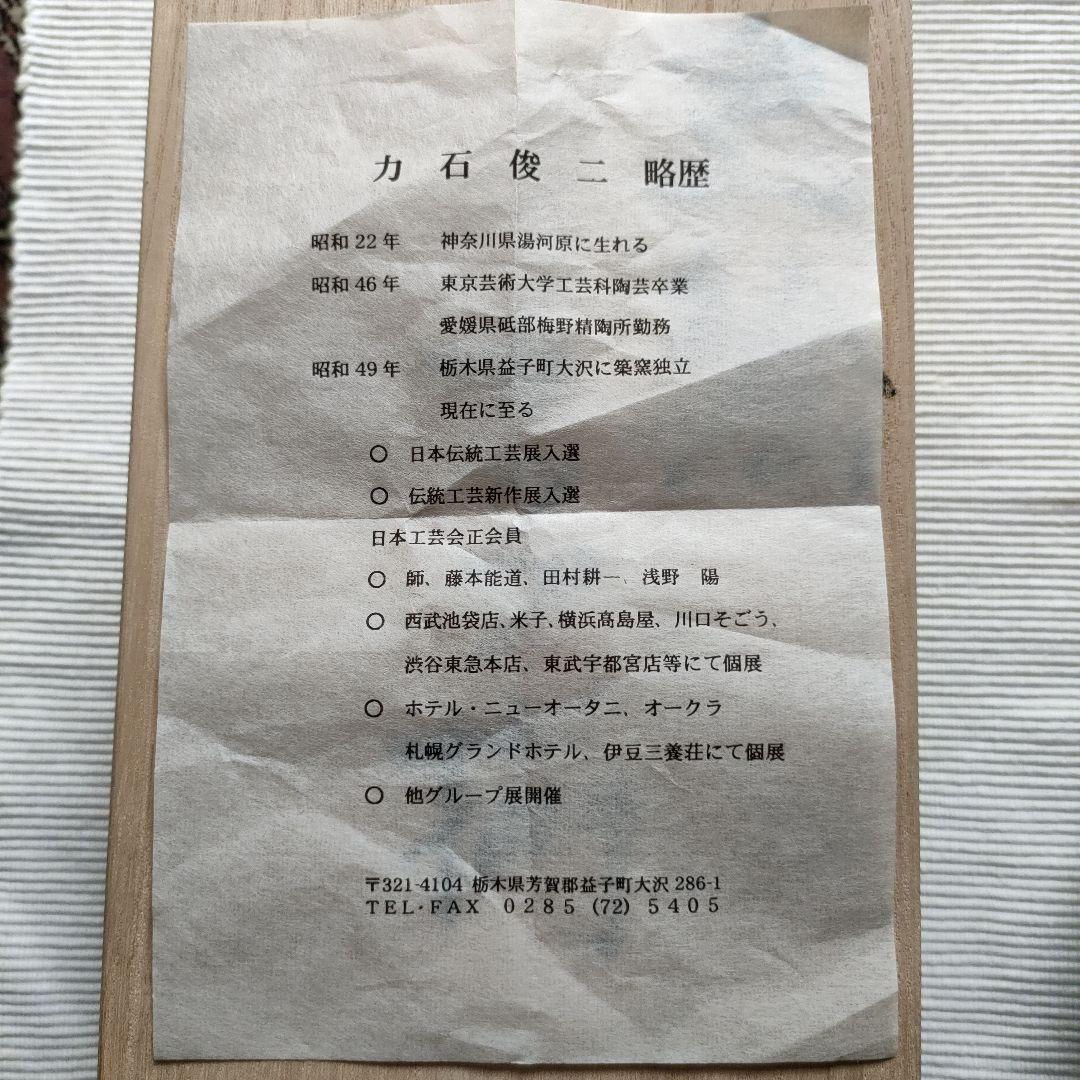 力石俊二 略歴
昭和22年 神奈川県湯河原に生れる
昭和46年 東京芸術大学工芸科陶芸卒業
愛媛県砥部梅野精陶所勤務
昭和49年 栃木県益子町大沢に築窯独立
現在に至る
○ 日本伝統工芸展入選
○ 伝統工芸新作展入選
日本工芸会正会員
○ 師、藤本能道、田村耕一、浅野 陽
○ 西武池袋店、米子、横浜髙島屋、川口そごう、
渋谷東急本店、東武宇都宮店等にて個展
○ ホテル・ニューオータニ、オークラ
札幌グランドホテル、伊豆三養荘にて個展
○ 他グループ展開催
〒321-4104 栃木県芳賀郡益子町大沢286-1
TEL・FAX 0285 (72) 5405